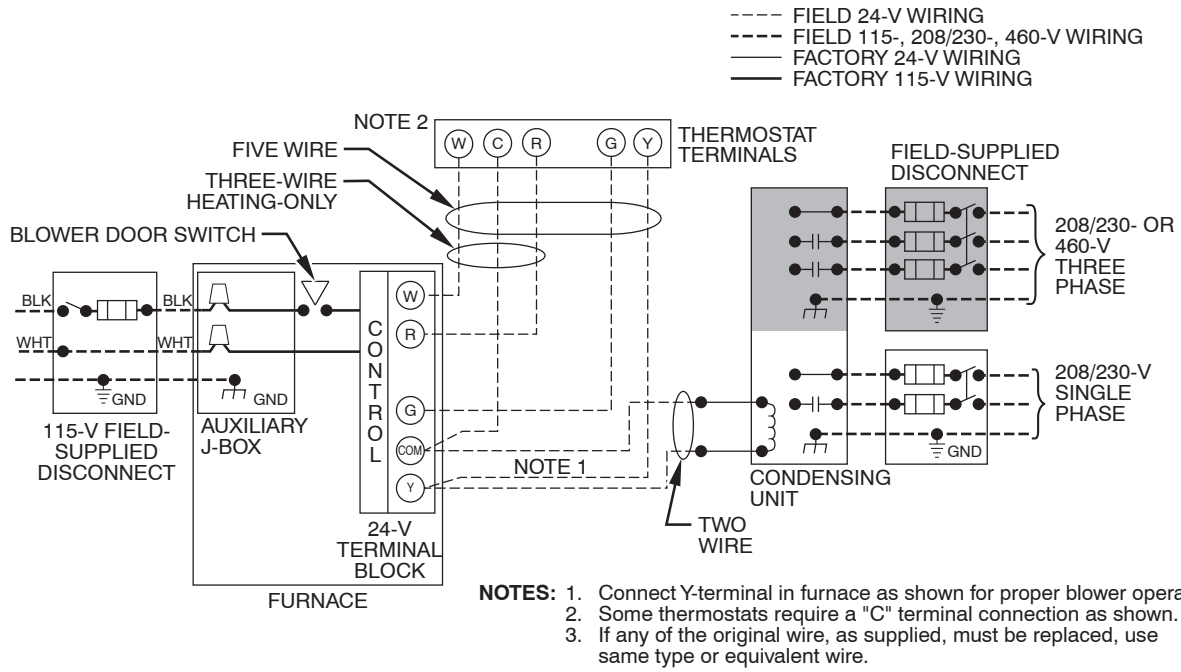 FIELD 24-V WIRING
FIELD 115-, 208/230-, 460-V WIRING
FACTORY 24-V WIRING
FACTORY 115-V WIRING
NOTE 2
W C R G Y
THERMOSTAT
TERMINALS
FIVE WIRE
THREE-WIRE
HEATING-ONLY
BLOWER DOOR SWITCH
FIELD-SUPPLIED
DISCONNECT
208/230- OR
460-V
THREE
PHASE
BLK
BLK
WHT
WHT
GND
GND
115-V FIELD-
SUPPLIED
DISCONNECT
AUXILIARY
J-BOX
CONTROL
W
R
G
COM
Y
NOTE 1
24-V
TERMINAL
BLOCK
FURNACE
TWO
WIRE
CONDENSING
UNIT
GND
208/230-V
SINGLE
PHASE
NOTES: 1. Connect Y-terminal in furnace as shown for proper blower opera
2. Some thermostats require a "C" terminal connection as shown.
3. If any of the original wire, as supplied, must be replaced, use
same type or equivalent wire.